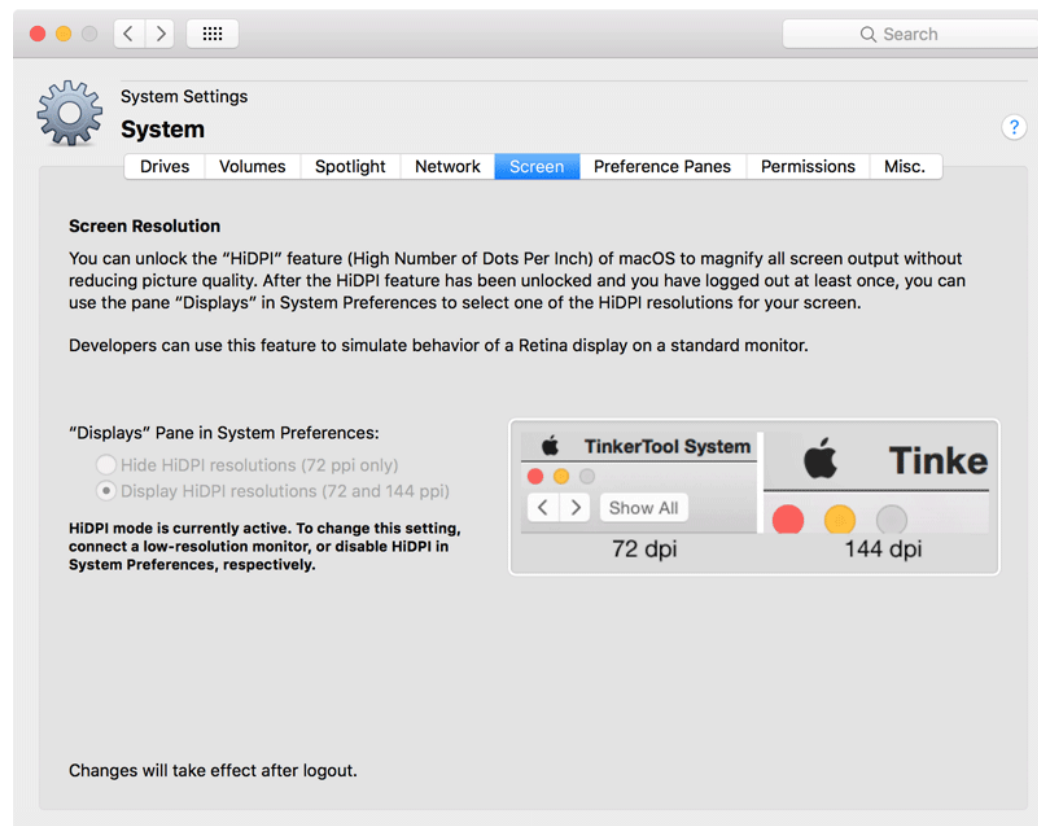 Search
System Settings
System
?
Drives Volumes Spotlight Network Screen Preference Panes Permissions Misc.
Screen Resolution
You can unlock the “HiDPI” feature (High Number of Dots Per Inch) of macOS to magnify all screen output without
reducing picture quality. After the HiDPI feature has been unlocked and you have logged out at least once, you can
use the pane “Displays” in System Preferences to select one of the HiDPI resolutions for your screen.
Developers can use this feature to simulate behavior of a Retina display on a standard monitor.
“Displays” Pane in System Preferences:
Hide HiDPI resolutions (72 ppi only)
Display HiDPI resolutions (72 and 144 ppi)
HiDPI mode is currently active. To change this setting,
connect a low-resolution monitor, or disable HiDPI in
System Preferences, respectively.
TinkerTool System
Show All
72 dpi
Tinke
144 dpi
Changes will take effect after logout.